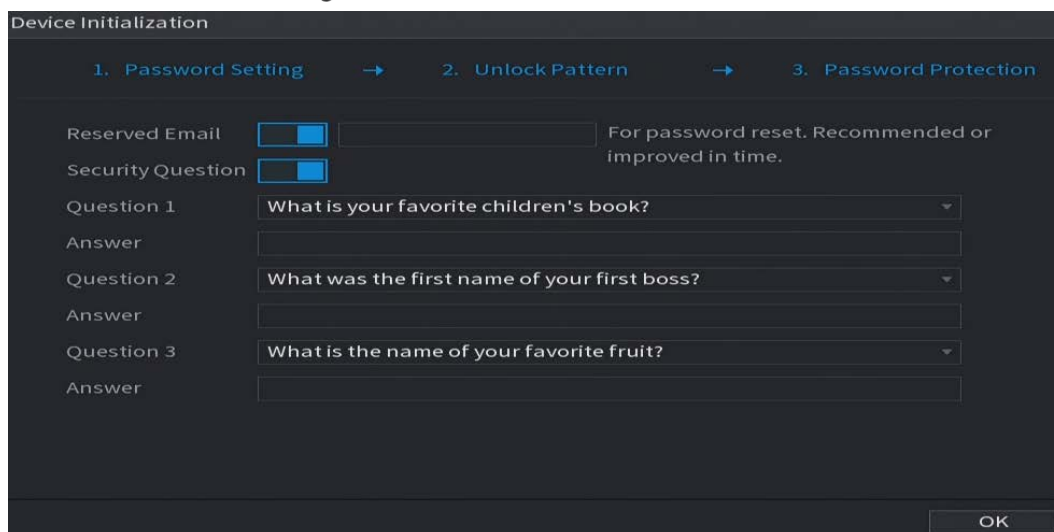 Device Initialization
1. Password Setting → 2. Unlock Pattern → 3. Password Protection
Reserved Email For password reset. Recommended or
improved in time.
Security Question
Question 1 What is your favorite children's book?
Answer
Question 2 What was the first name of your first boss?
Answer
Question 3 What is the name of your favorite fruit?
Answer
OK